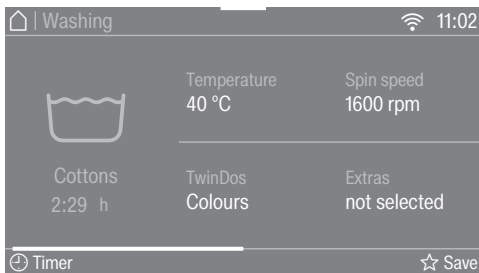 | Washing 11:02
Temperature Spin speed
40 °C 1600 rpm
Cottons TwinDos Extras
2:29 h Colours not selected
Timer Save